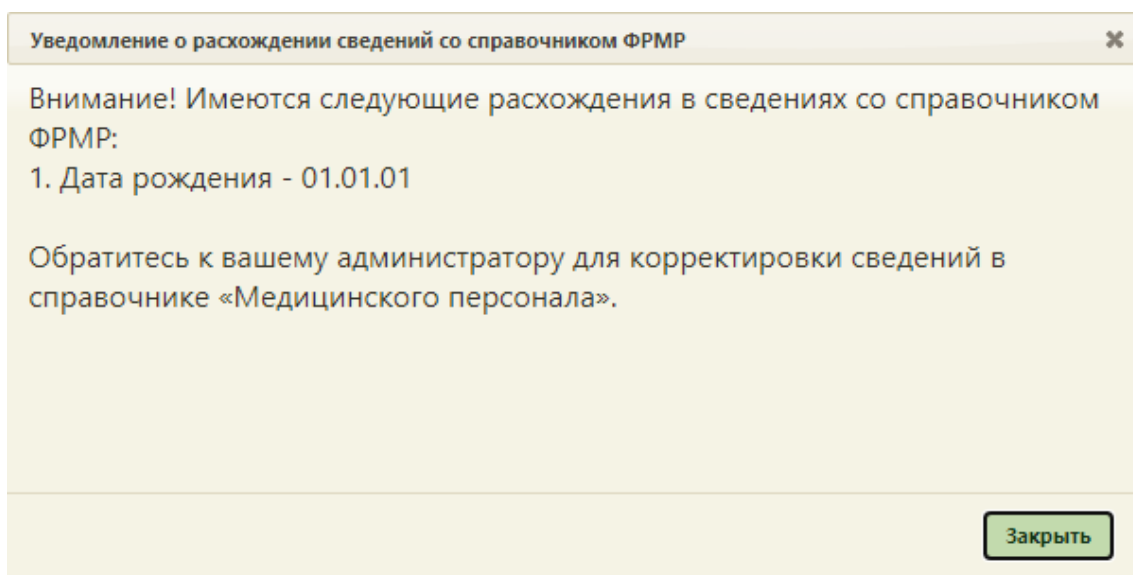 Уведомление о расхождении сведений со справочником ФРМР
Внимание! Имеются следующие расхождения в сведениях со справочником
ФРМР:
1. Дата рождения - 01.01.01
Обратитесь к вашему администратору для корректировки сведений в
справочнике «Медицинского персонала».
Закрыть